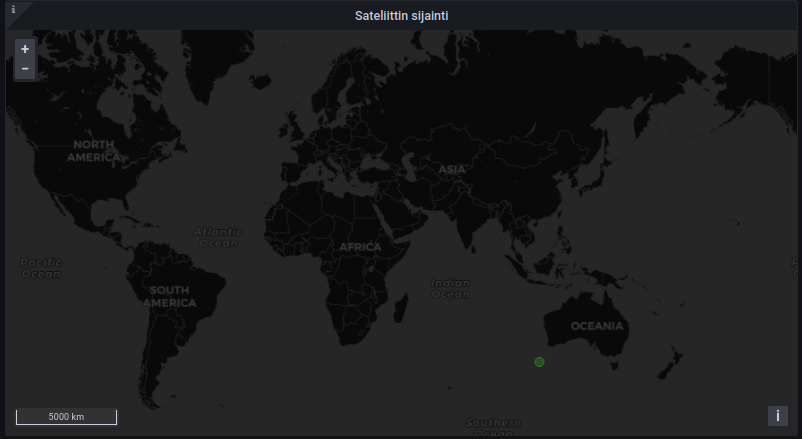 i
Sateliittin sijainti
+
−
NORTH
AMERICA
ASIA
Atlantic
Ocean
AFRICA
Pacific
Ocean
Indian
Ocean
SOUTH
AMERICA
OCEANIA
5000 km
i
Southern
Ocean